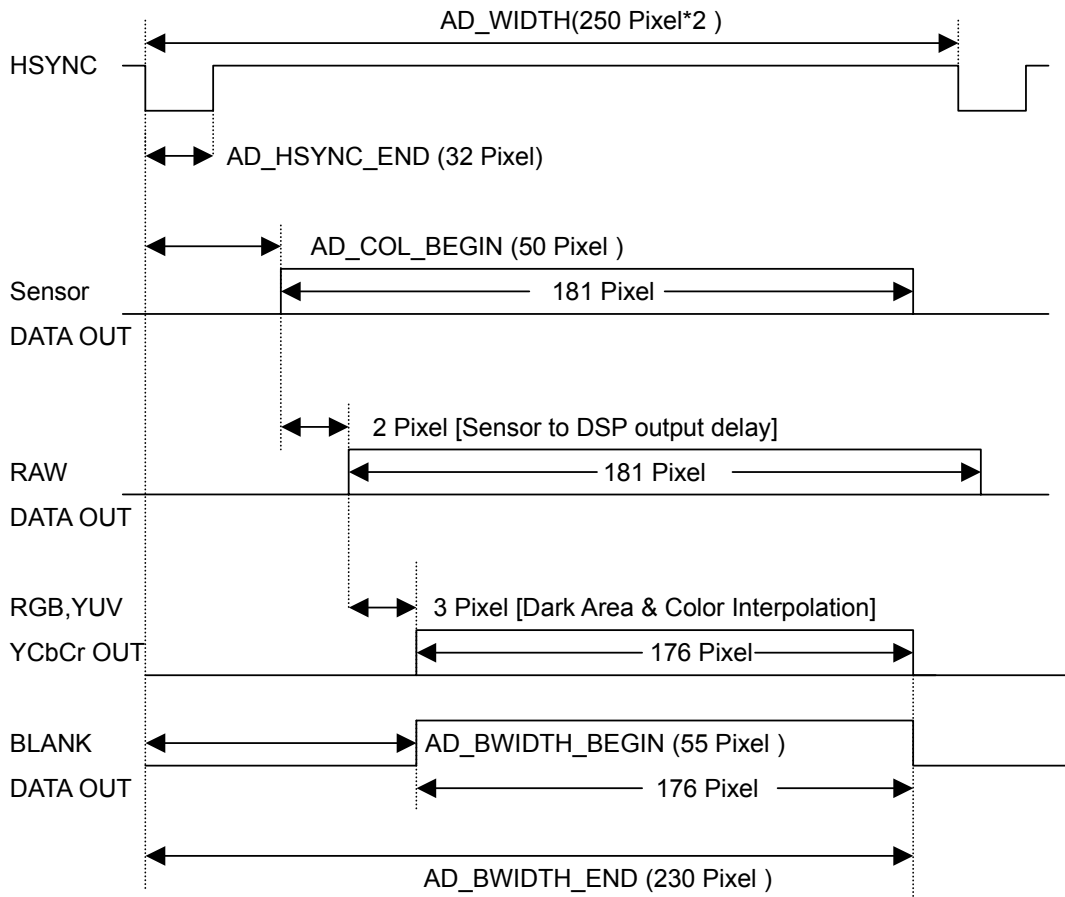 AD_WIDTH(250 Pixel*2 )
HSYNC
AD_HSYNC_END (32 Pixel)
AD_COL_BEGIN (50 Pixel )
Sensor
181 Pixel
DATA OUT
2 Pixel [Sensor to DSP output delay]
RAW
181 Pixel
DATA OUT
RGB,YUV
3 Pixel [Dark Area & Color Interpolation]
YCbCr OUT
176 Pixel
BLANK
AD_BWIDTH_BEGIN (55 Pixel )
DATA OUT
176 Pixel
AD_BWIDTH_END (230 Pixel )